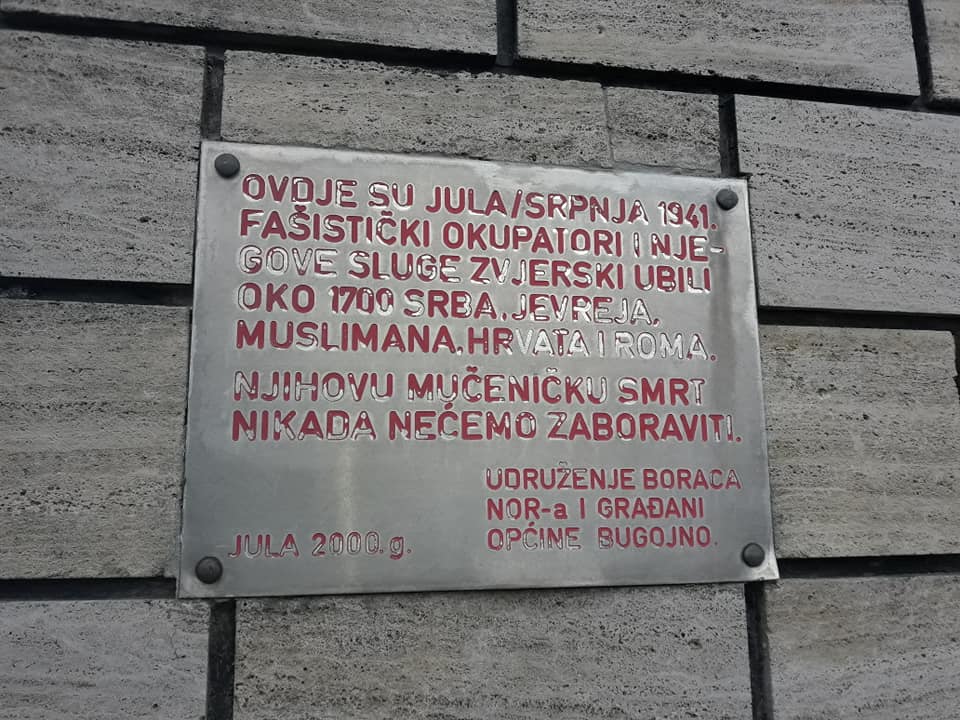 OVDJE SU JULA/SRPNJA 1941.
FAŠISTIČKI OKUPATORI I NJE-
GOVE SLUGE ZVJERSKI UBILI
OKO 1700 SRBA, JEVREJA,
MUSLIMANA, HRVATA I ROMA.
NJIHOVU MUČENIČKU SMRT
NIKADA NEĆEMO ZABORAVITI.
UDRUŽENJE BORACA
NOR-a I GRAĐANI
OPĆINE BUGOJNO.
JULA 2000.g.